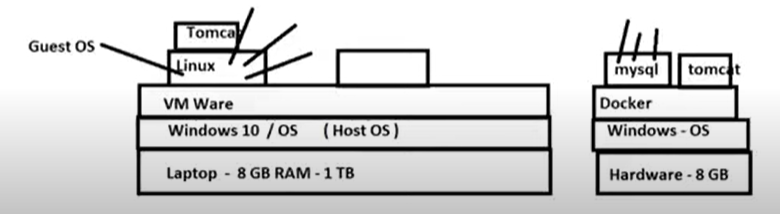 Tomca
Guest OS
Linux
VM Ware
Windows 10 / OS ( Host OS )
Laptop - 8 GB RAM - 1 TB
mysql tomcat
Docker
Windows - OS
Hardware - 8 GB